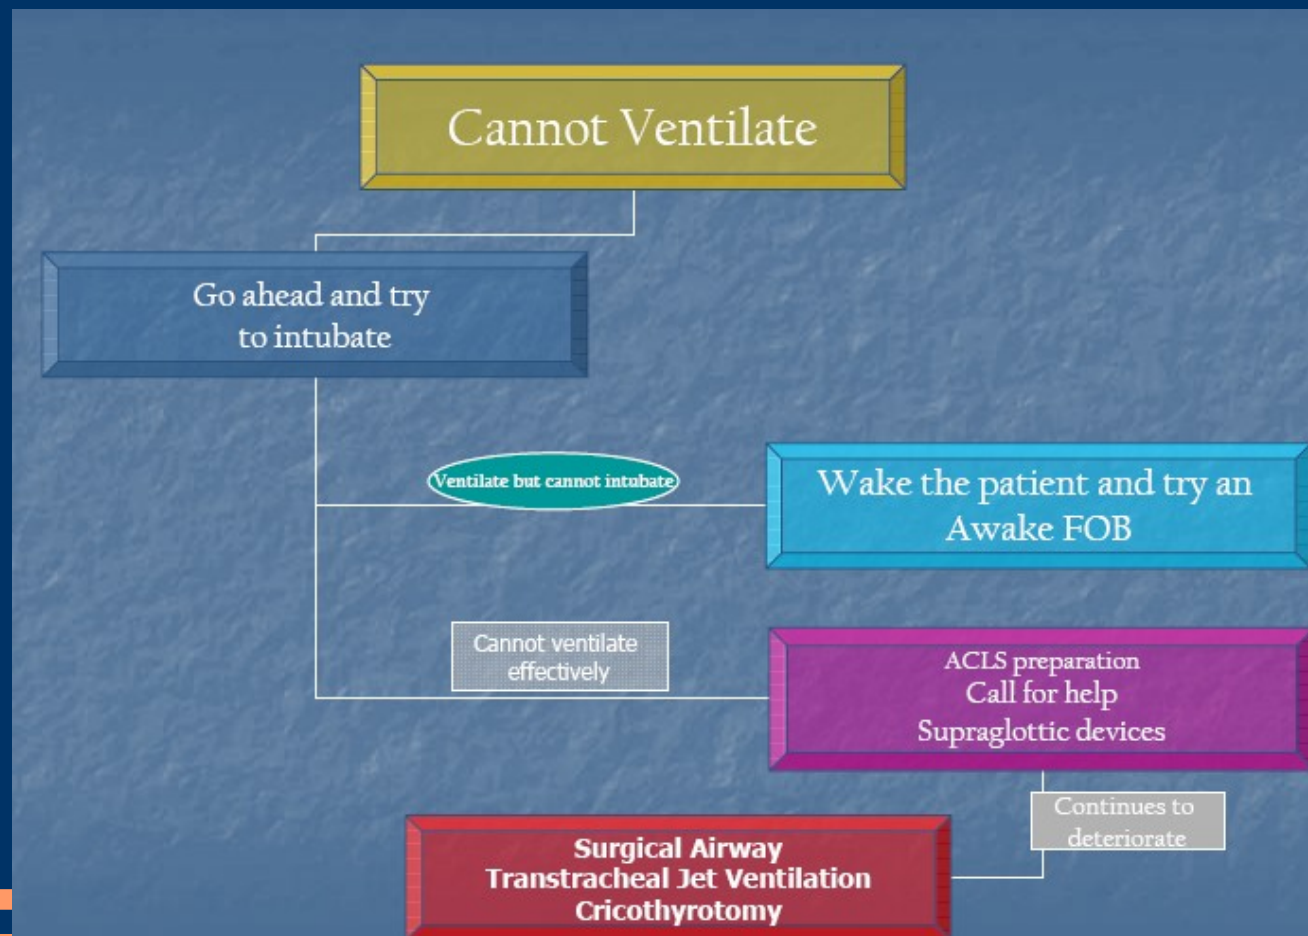 Cannot Ventilate
Go ahead and try
to intubate
Ventilate but cannot intubate
Wake the patient and try an
Awake FOB
Cannot ventilate
effectively
ACLS preparation
Call for help
Supraglottic devices
Continues to
deteriorate
Surgical Airway
Transtracheal Jet Ventilation
Cricothyrotomy